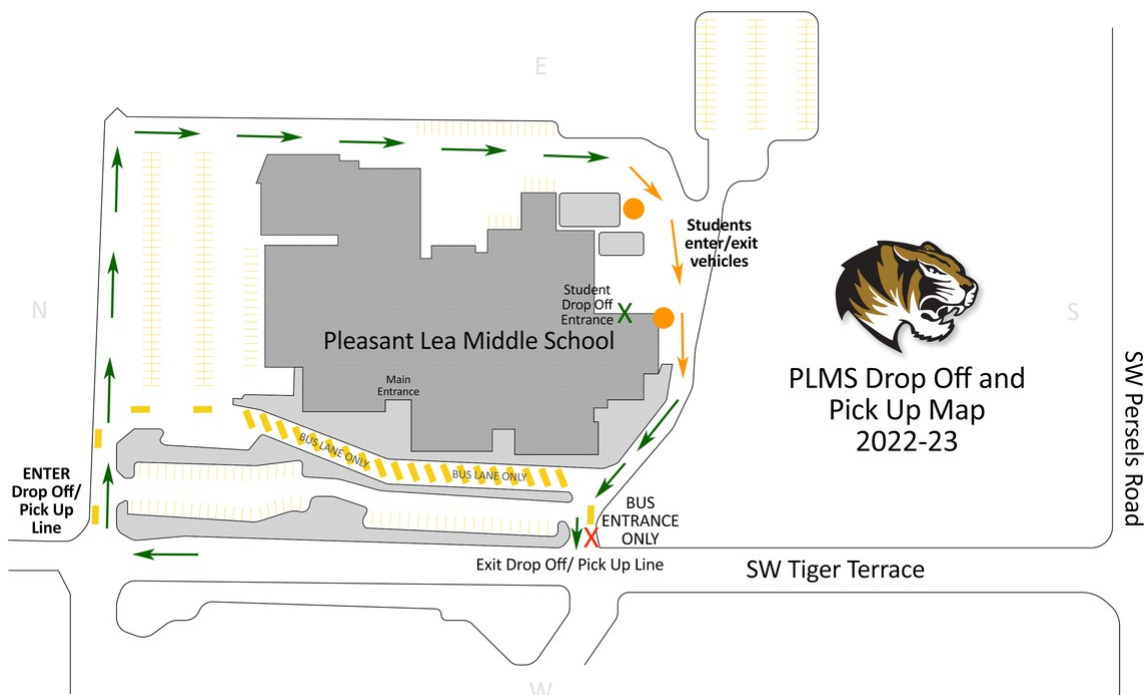 E
N
S
W
Students
enter/exit
vehicles
Student
Drop Off
Entrance
X
Pleasant Lea Middle School
Main
Entrance
PLMS Drop Off and
Pick Up Map
2022-23
SW Persels Road
BUS LANE ONLY
BUS LANE ONLY
ENTER
Drop Off/
Pick Up
Line
BUS
ENTRANCE
ONLY
X
Exit Drop Off/ Pick Up Line
SW Tiger Terrace